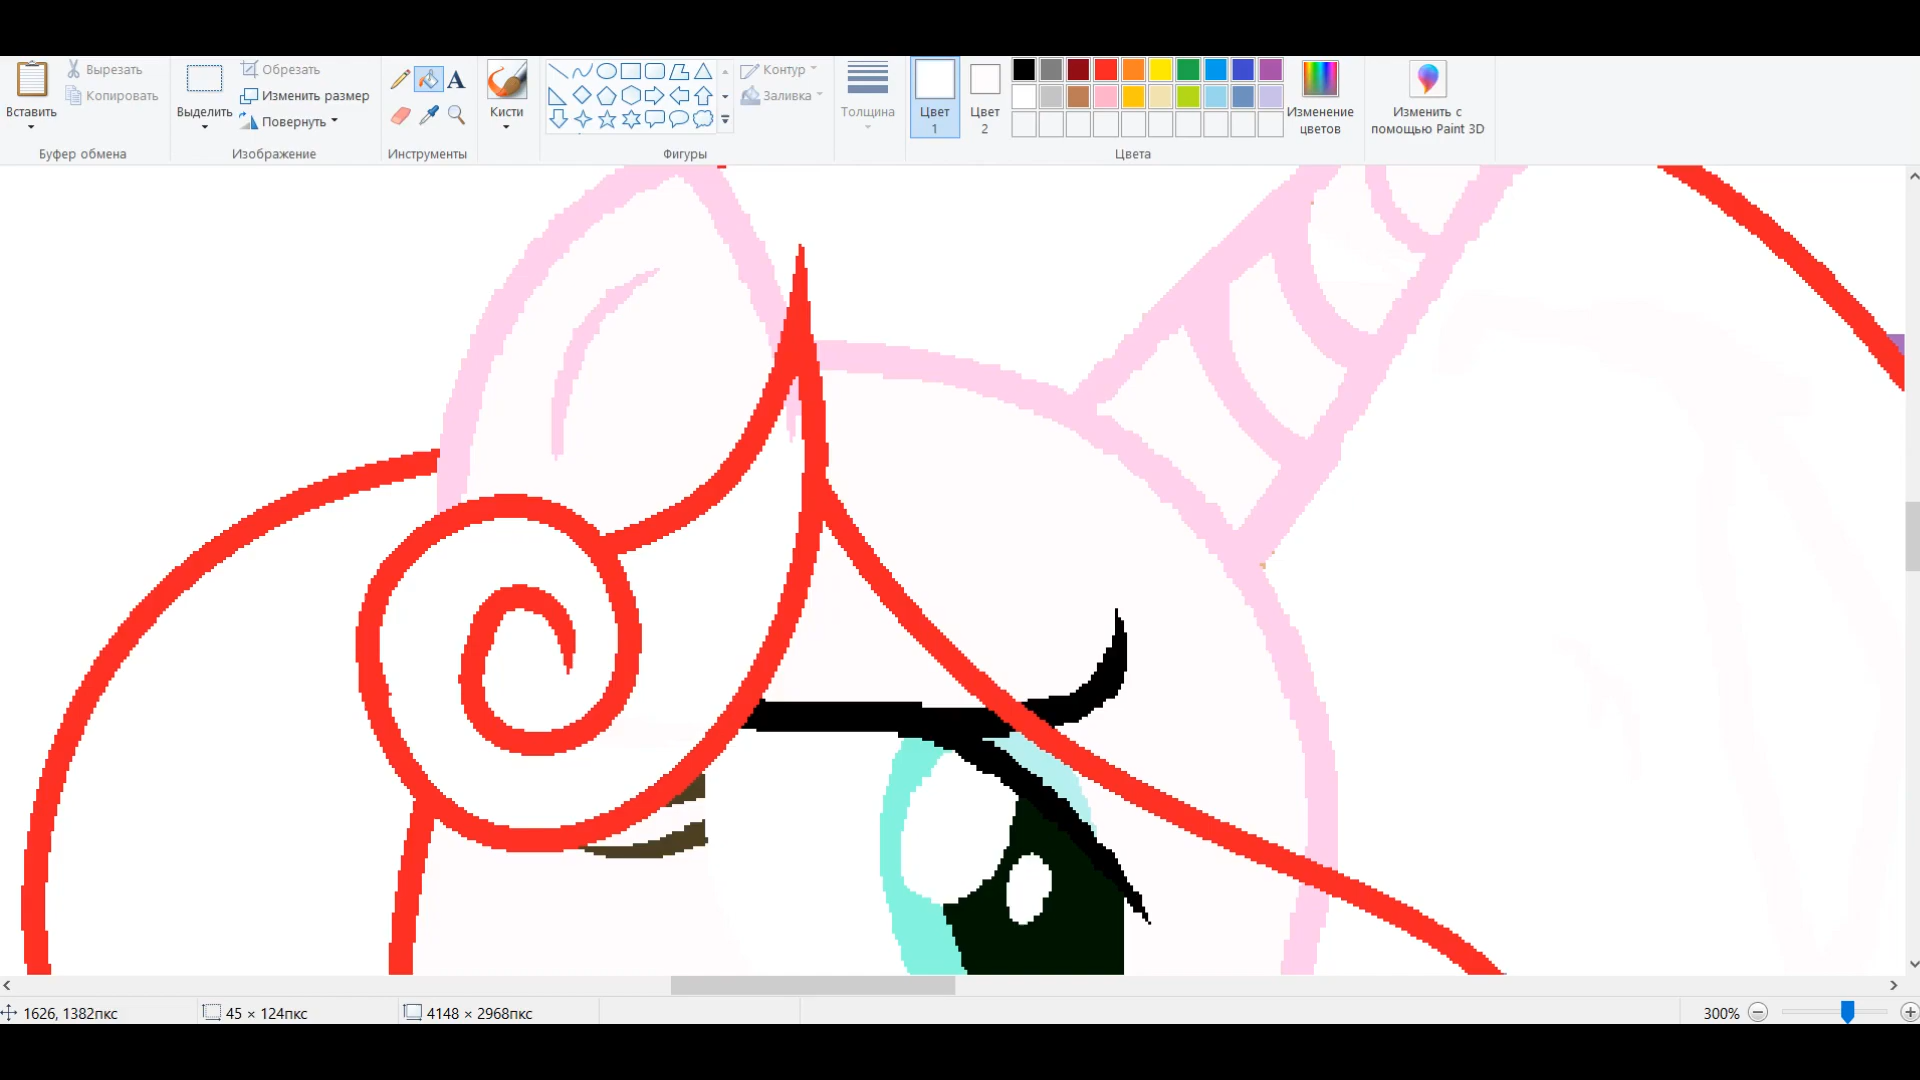 Вставить
Вырезать
Копировать
Буфер обмена
Выделить
Обрезать
Изменить размер
Повернуть
Изображение
A
Инструменты
Кисти
Контур
Заливка
Фигуры
Толщина
Цвет
1
Цвет
2
Изменение
цветов
Цвета
Изменить с
помощью Paint 3D
1626, 1382пкс
45 × 124пкс
4148 × 2968пкс
300%